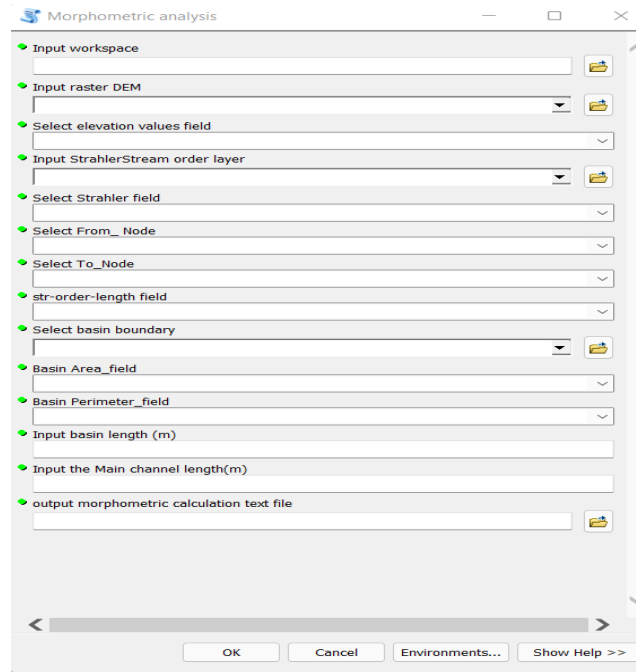 Morphometric analysis
Input workspace
Input raster DEM
Select elevation values field
Input StrahlerStream order layer
Select Strahler field
Select From_ Node
Select To_Node
str-order-length field
Select basin boundary
Basin Area_field
Basin Perimeter_field
Input basin length (m)
Input the Main channel length(m)
output morphometric calculation text file
OK Cancel Environments... Show Help >>